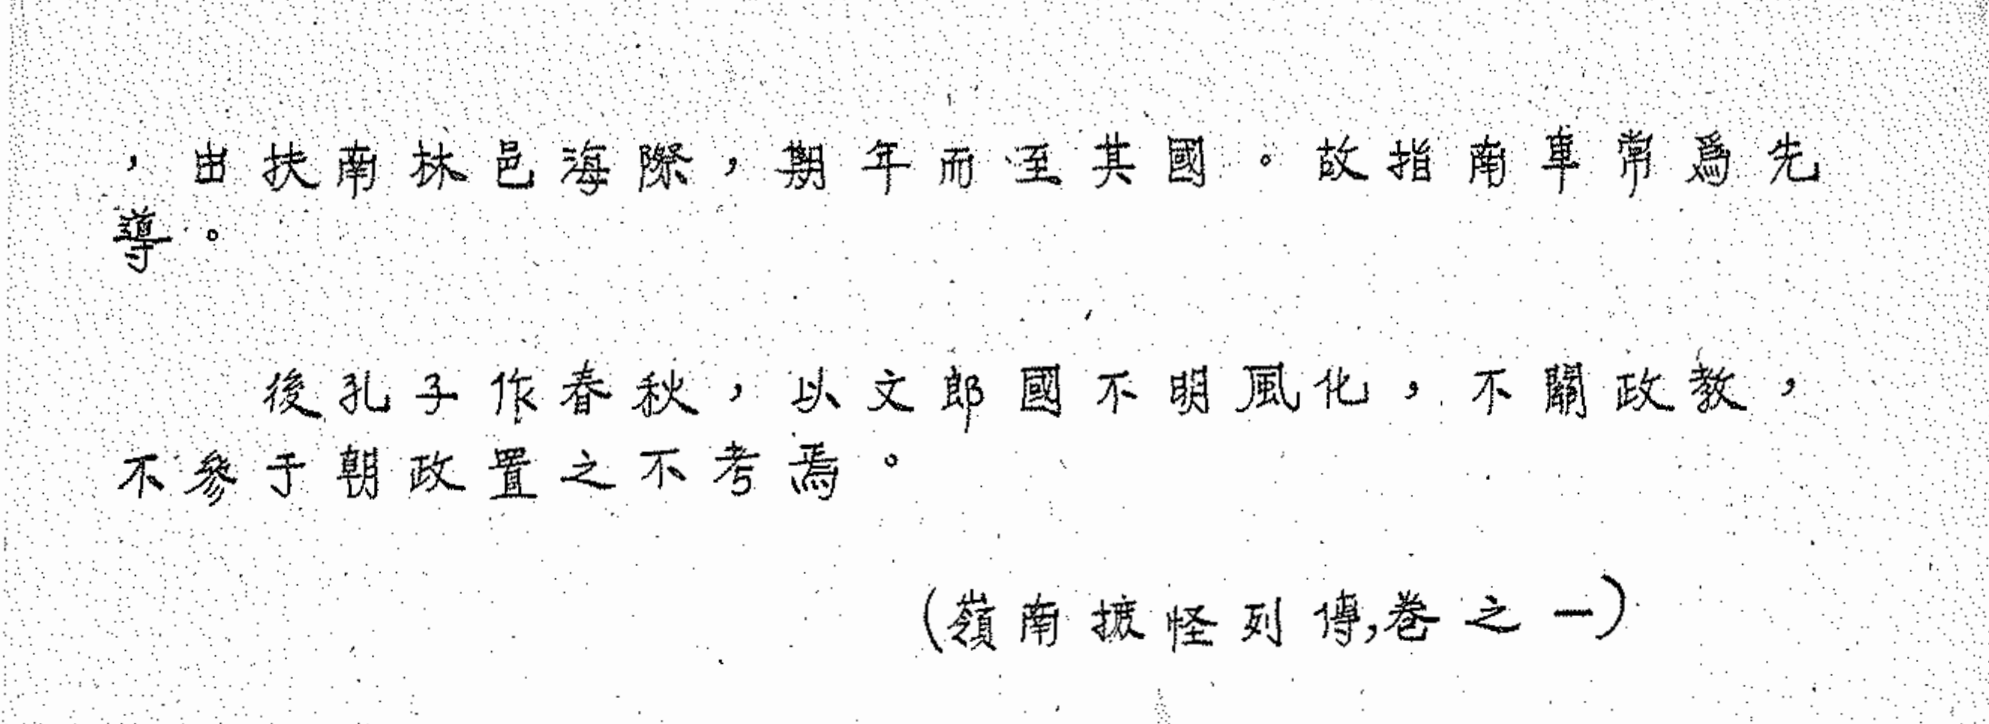 ，由扶南林邑海際，期年而至其國。故指南車常爲先
導。
後孔子作春秋，以文郎國不明風化，不關政教，
不參于朝政置之不考焉。
(嶺南摭怪列傳,卷之一)